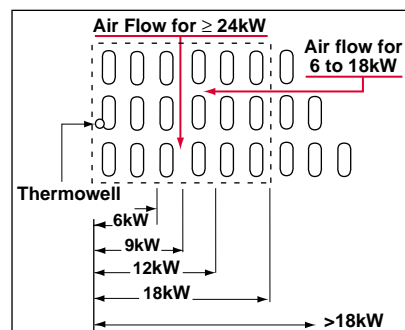 Air Flow for ≥ 24kW
Air flow for
6 to 18kW
Thermowell
6kW
9kW
12kW
18kW
>18kW